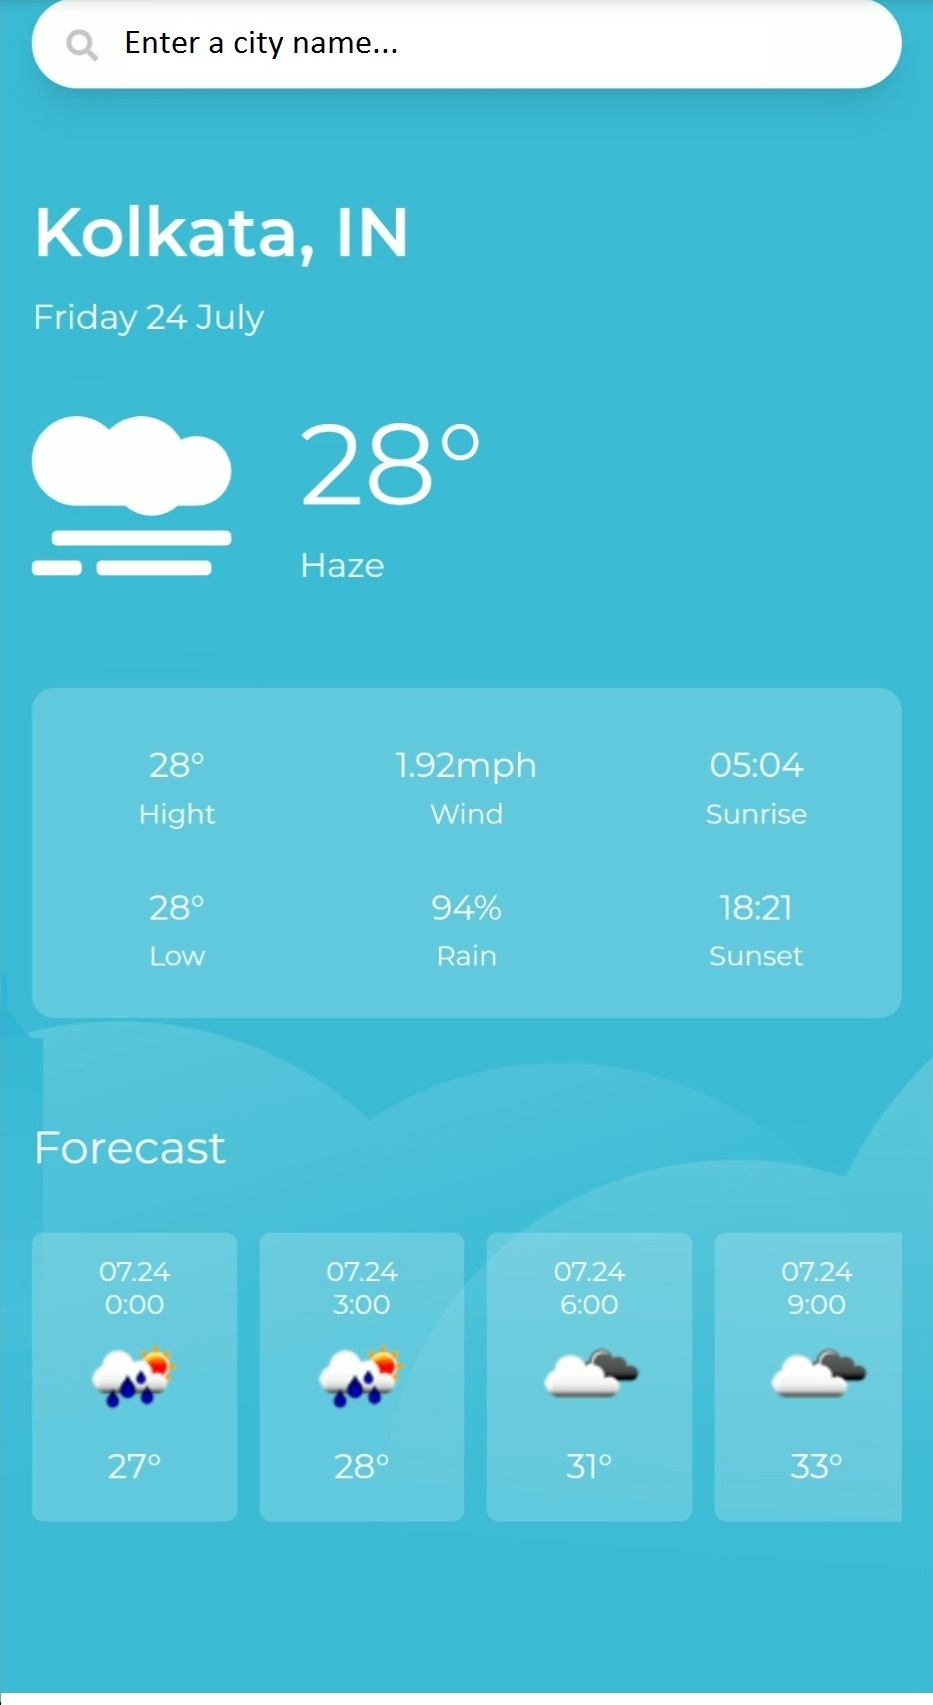 Enter a city name...
Kolkata, IN
Friday 24 July
28°
Haze
28° 1.92mph 05:04
Hight Wind Sunrise
28° 94% 18:21
Low Rain Sunset
Forecast
07.24 07.24 07.24 07.24
0:00 3:00 6:00 9:00
27° 28° 31° 33°